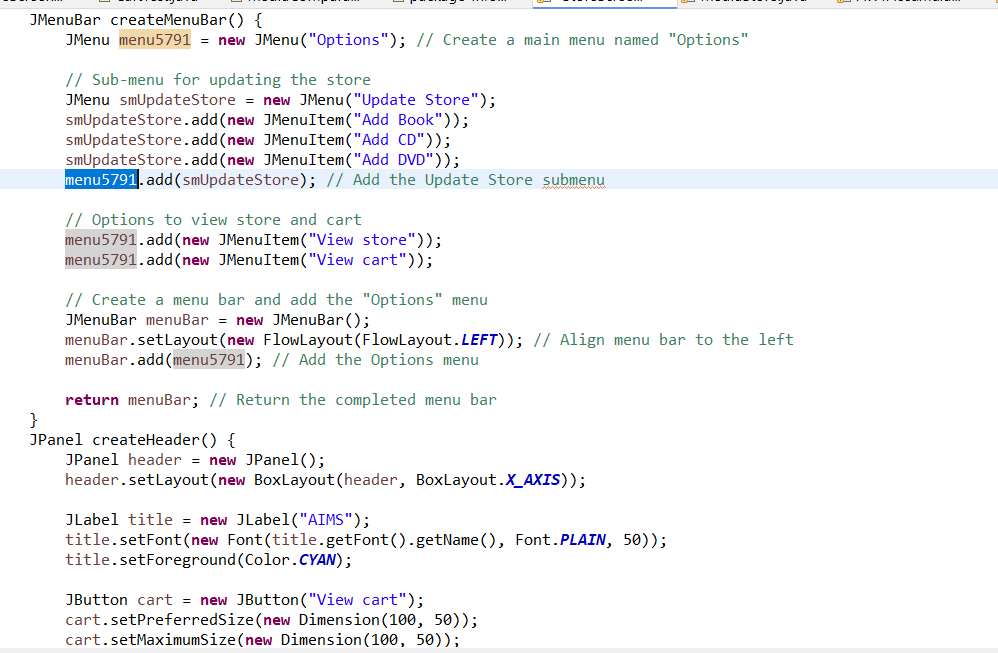 JMenuBar createMenuBar() {
JMenu menu5791 = new JMenu("Options"); // Create a main menu named "Options"
// Sub-menu for updating the store
JMenu smUpdateStore = new JMenu("Update Store");
smUpdateStore.add(new JMenuItem("Add Book"));
smUpdateStore.add(new JMenuItem("Add CD"));
smUpdateStore.add(new JMenuItem("Add DVD"));
menu5791.add(smUpdateStore); // Add the Update Store submenu
// Options to view store and cart
menu5791.add(new JMenuItem("View store"));
menu5791.add(new JMenuItem("View cart"));
// Create a menu bar and add the "Options" menu
JMenuBar menuBar = new JMenuBar();
menuBar.setLayout(new FlowLayout(FlowLayout.LEFT)); // Align menu bar to the left
menuBar.add(menu5791); // Add the Options menu
return menuBar; // Return the completed menu bar
}
JPanel createHeader() {
JPanel header = new JPanel();
header.setLayout(new BoxLayout(header, BoxLayout.X_AXIS));
JLabel title = new JLabel("AIMS");
title.setFont(new Font(title.getFont().getName(), Font.PLAIN, 50));
title.setForeground(Color.CYAN);
JButton cart = new JButton("View cart");
cart.setPreferredSize(new Dimension(100, 50));
cart.setMaximumSize(new Dimension(100, 50));